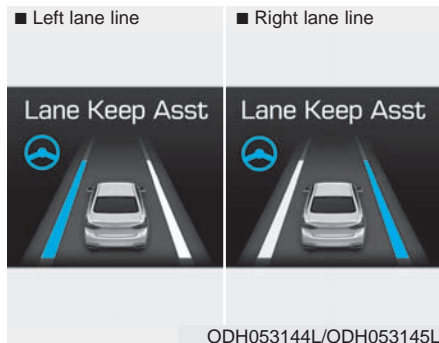 ■ Left lane line
■ Right lane line
Lane Keep Asst
Lane Keep Asst
ODH053144L/ODH053145L